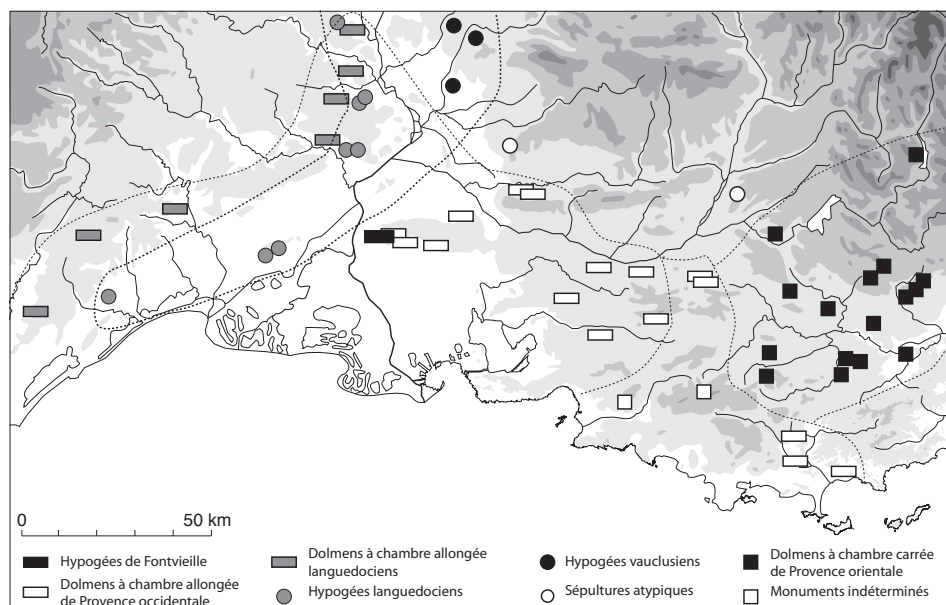 0
50 km
Hypogées de Fontvieille
Dolmens à chambre allongée
de Provence occidentale
Dolmens à chambre allongée
languedociens
Hypogées languedociens
Hypogées vauclusiens
Sépultures atypiques
Dolmens à chambre carrée
de Provence orientale
Monuments indéterminés